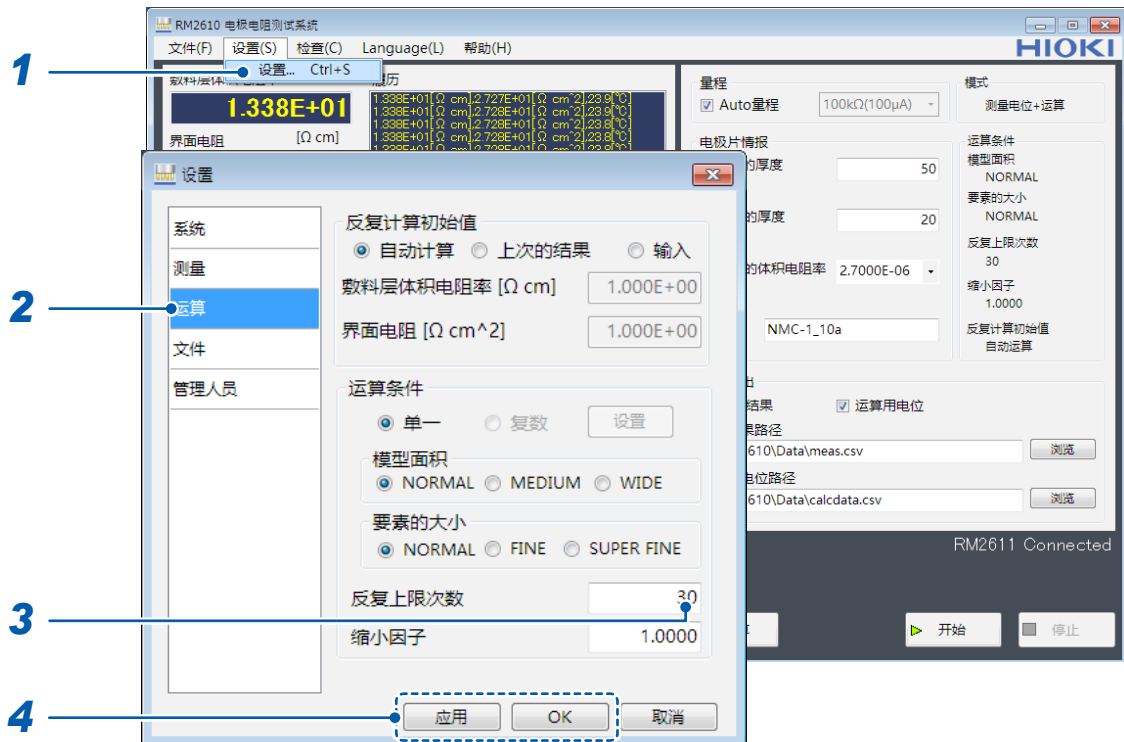 RM2610 电极电阻测试系统
文件(F) 设置(S) 检查(C) Language(L) 帮助(H)
HIOKI
1
设置... Ctrl+S
敷料层体
历历
1.338E+01
界面电阻 [Ω cm]
1.338E+01[Ω cm],2.727E+01[Ω cm^2],23.9[℃]
1.338E+01[Ω cm],2.727E+01[Ω cm^2],23.9[℃]
1.338E+01[Ω cm],2.728E+01[Ω cm^2],23.8[℃]
1.338E+01[Ω cm],2.728E+01[Ω cm^2],23.8[℃]
量程
Auto量程 100kΩ(100μA)
模式
测量电位+运算
电极片情报
的厚度 50
的厚度 20
的体积电阻率 2.7000E-06
NMC-1_10a
运算条件
模型面积
NORMAL
要素的大小
NORMAL
反复上限次数
30
缩小因子
1.0000
反复计算初始值
自动运算
出
结果 运算用电位
果路径
610\Data\meas.csv 浏览
电位路径
610\Data\calcdata.csv 浏览
RM2611 Connected
开始 停止
设置
系统
测量
2
运算
文件
管理人员
反复计算初始值
自动计算 上次的结果 输入
敷料层体积电阻率 [Ω cm] 1.000E+00
界面电阻 [Ω cm^2] 1.000E+00
运算条件
单一 复数 设置
模型面积
NORMAL MEDIUM WIDE
要素的大小
NORMAL FINE SUPER FINE
3
反复上限次数 30
缩小因子 1.0000
4
应用 OK 取消